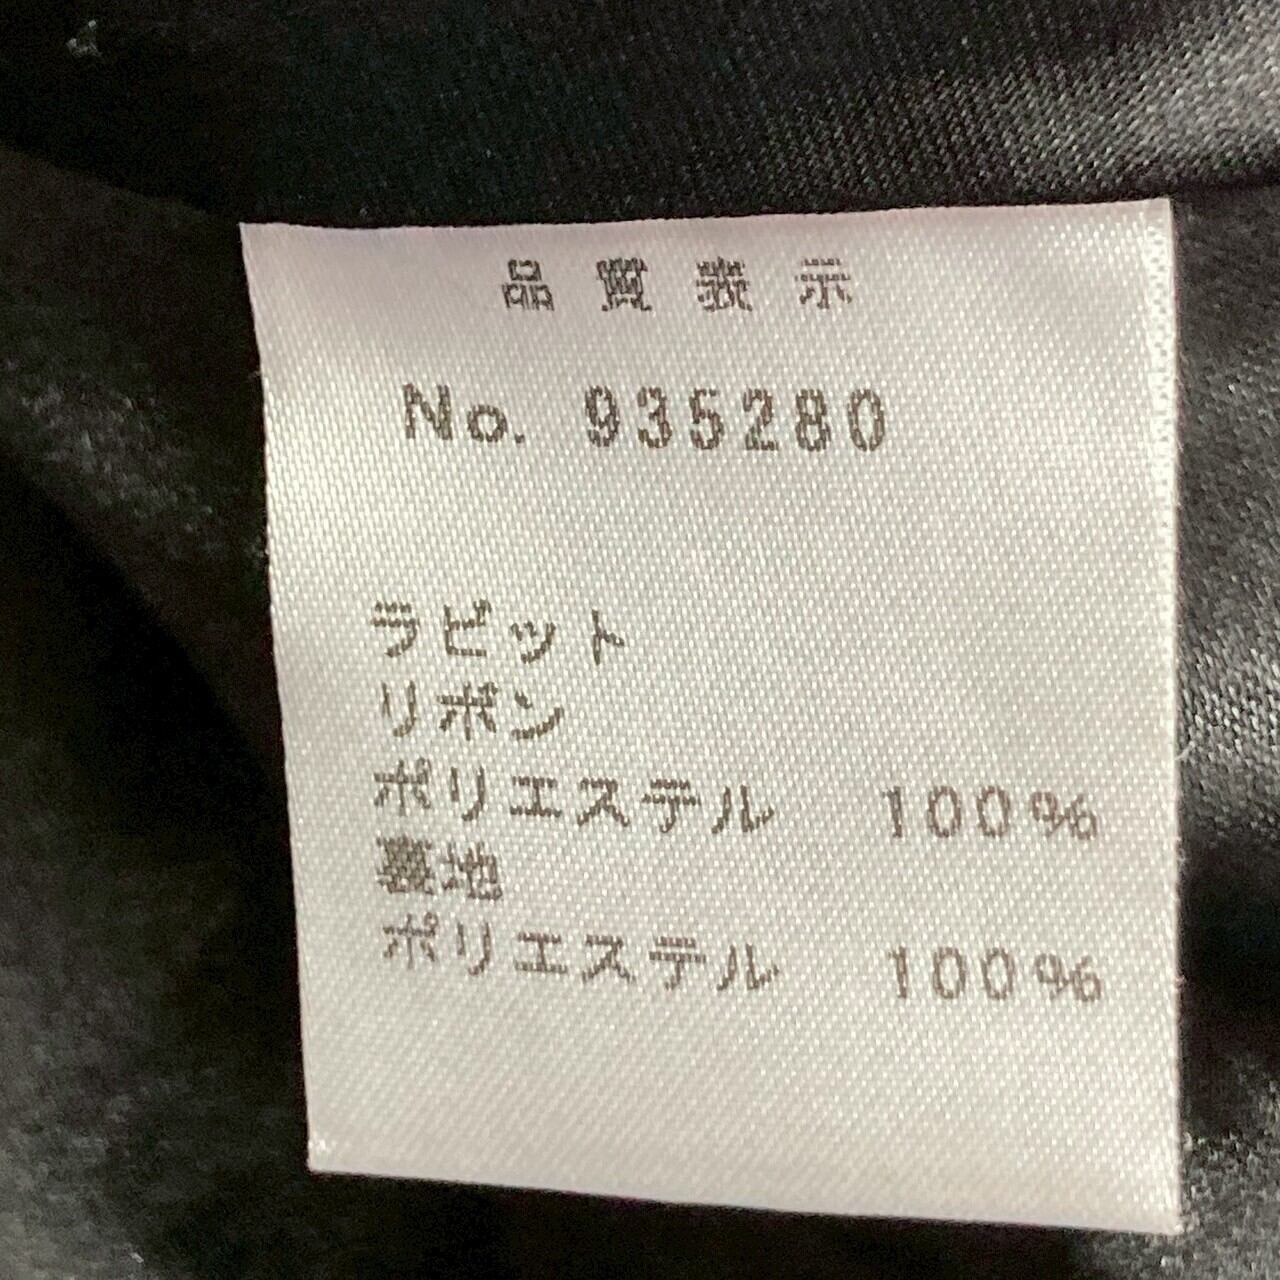 品質表示
No. 935280
ラビット
リボン
ポリエステル 100%
裏地
ポリエステル 100%